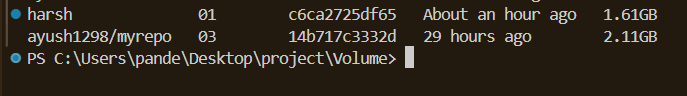 harsh 01 c6ca2725df65 About an hour ago 1.61GB
ayush1298/myrepo 03 14b717c3332d 29 hours ago 2.11GB
PS C:\Users\pande\Desktop\project\Volume>